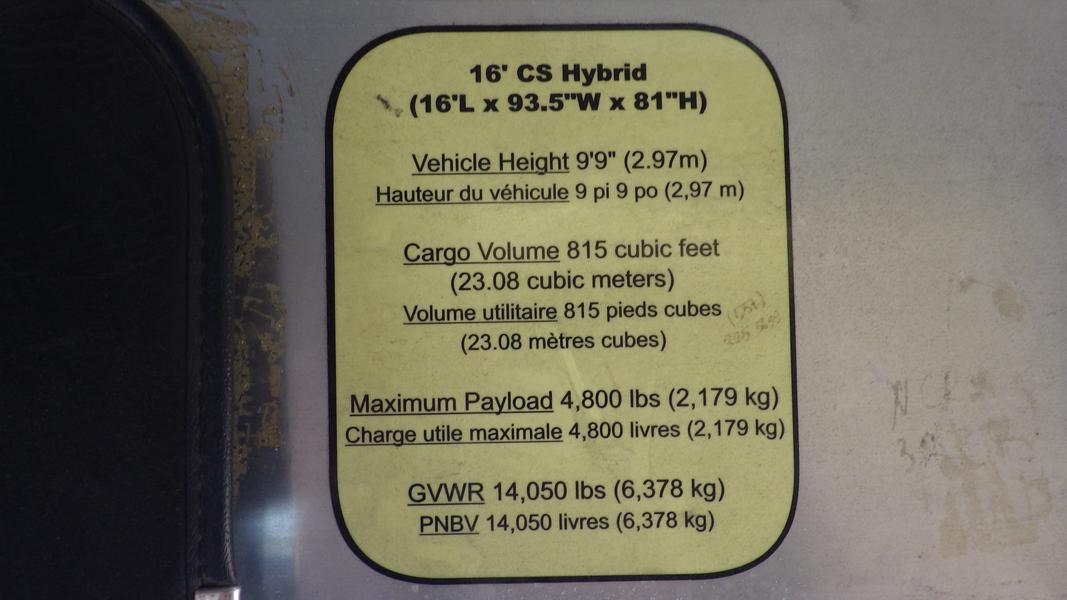 16' CS Hybrid
(16'L x 93.5"W x 81"H)
Vehicle Height 9'9" (2.97m)
Hauteur du véhicule 9 pi 9 po (2,97 m)
Cargo Volume 815 cubic feet
(23.08 cubic meters)
Volume utilitaire 815 pieds cubes
(23.08 mètres cubes)
Maximum Payload 4,800 lbs (2,179 kg)
Charge utile maximale 4,800 livres (2,179 kg)
GVWR 14,050 lbs (6,378 kg)
PNBV 14,050 livres (6,378 kg)